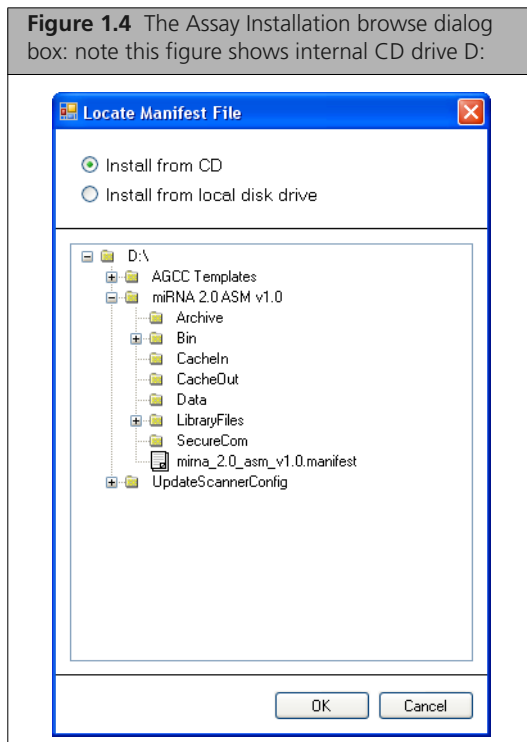 Figure 1.4 The Assay Installation browse dialog
box: note this figure shows internal CD drive D:
Locate Manifest File
Install from CD
Install from local disk drive
D:\
AGCC Templates
miRNA 2.0 ASM v1.0
Archive
Bin
CacheIn
CacheOut
Data
LibraryFiles
SecureCom
mirna_2.0_asm_v1.0.manifest
UpdateScannerConfig
OK
Cancel